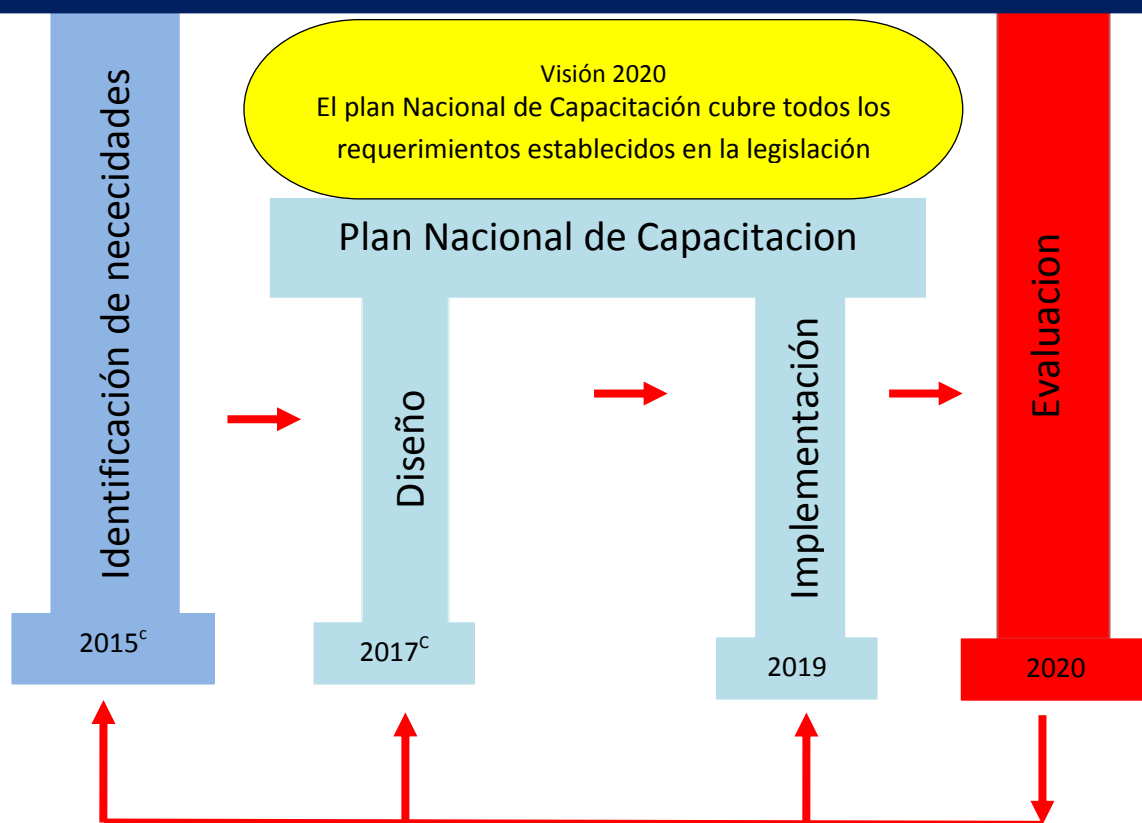 Visión 2020
El plan Nacional de Capacitación cubre todos los
requerimientos establecidos en la legislación
Plan Nacional de Capacitacion
Identificación de nececidades
Diseño
Implementación
Evaluacion
2015ᶜ
2017ᶜ
2019
2020